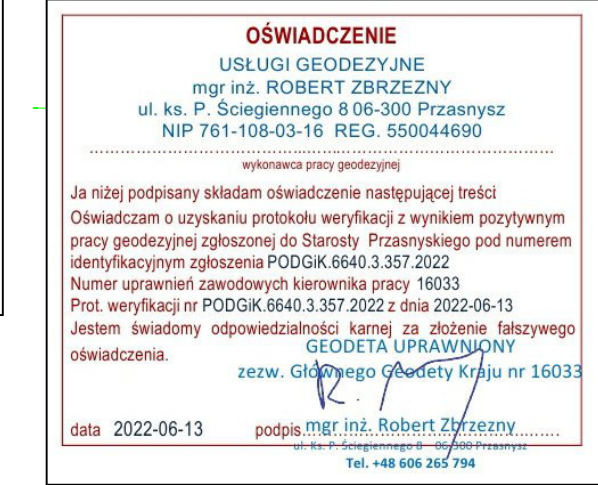 OŚWIADCZENIE
USŁUGI GEODEZYJNE
mgr inż. ROBERT ZBRZEZNY
ul. ks. P. Ściegiennego 8 06-300 Przasnysz
NIP 761-108-03-16 REG. 550044690
wykonawca pracy geodezyjnej
Ja niżej podpisany składam oświadczenie następującej treści:
Oświadczam o uzyskaniu protokołu weryfikacji z wynikiem pozytywnym
pracy geodezyjnej zgłoszonej do Starosty Przasnyskiego pod numerem
identyfikacyjnym zgłoszenia PODGiK.6640.3.357.2022
Numer uprawnień zawodowych kierownika pracy 16033
Prot. weryfikacji nr PODGiK.6640.3.357.2022 z dnia 2022-06-13
Jestem świadomy odpowiedzialności karnej za złożenie fałszywego
oświadczenia.
GEODETA UPRAWNIONY
zezw. Głównego Geodety Kraju nr 16033
data 2022-06-13 podpis mgr inż. Robert Zbrzezny
ul. Ks. P. Ściegiennego 8 06-300 Przasnysz
Tel. +48 606 265 794